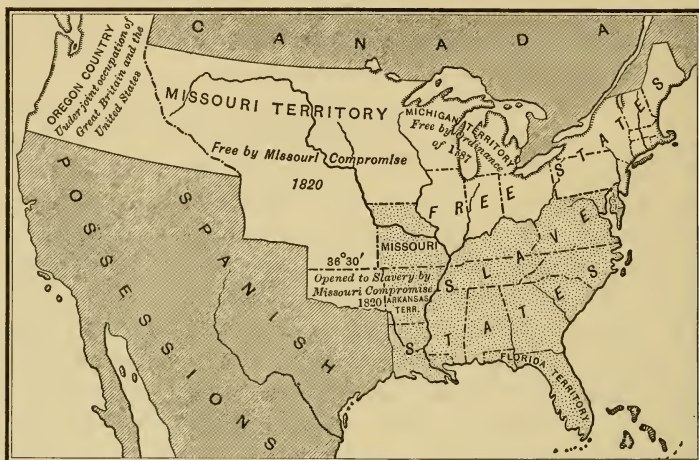 CANADA
OREGON COUNTRY
Under joint occupation of
Great Britain and the
United States
MISSOURI TERRITORY
Free by Missouri Compromise
1820
MICHIGAN TERRITORY
Free by Ordinance
of 1787
FREE STATES
SPANISH
POSSESSIONS
MISSOURI
36°30'
Opened to Slavery by
Missouri Compromise
1820
ARKANSAS
TERR.
SLAVE
STATES
FLORIDA TERRITORY